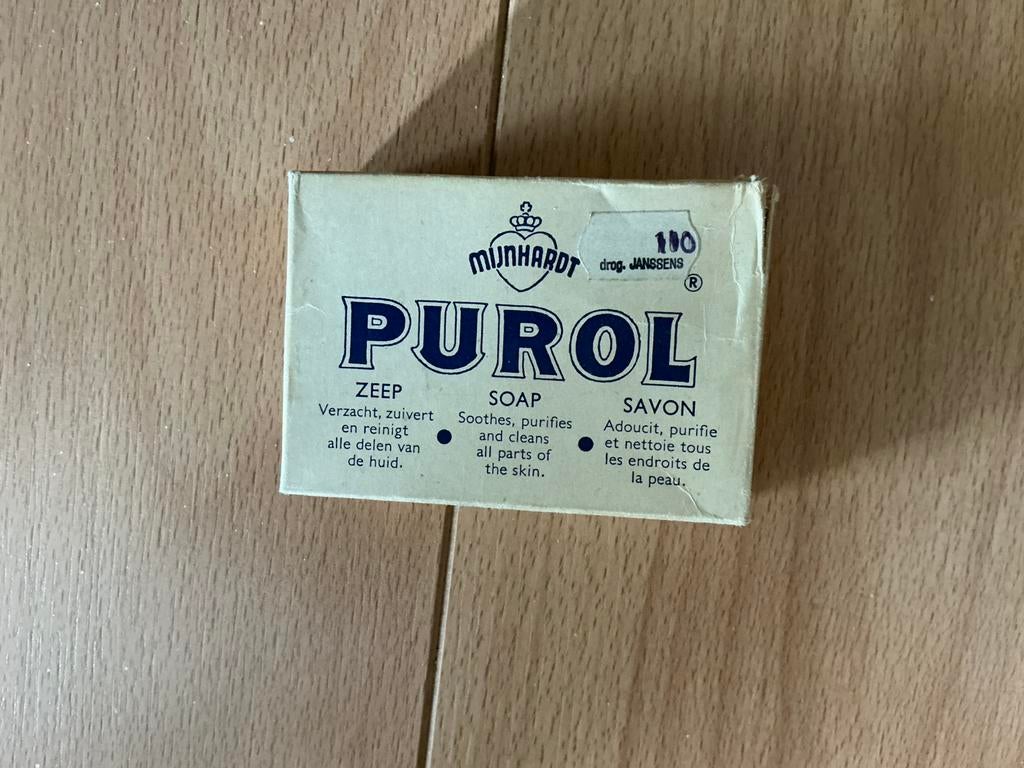 MIJNHARDT
110
drog. JANSSENS
®
PUROL
ZEEP
Verzacht, zuivert
en reinigt
alle delen van
de huid.
SOAP
Soothes, purifies
and cleans
all parts of
the skin.
SAVON
Adoucit, purifie
et nettoie tous
les endroits de
la peau.